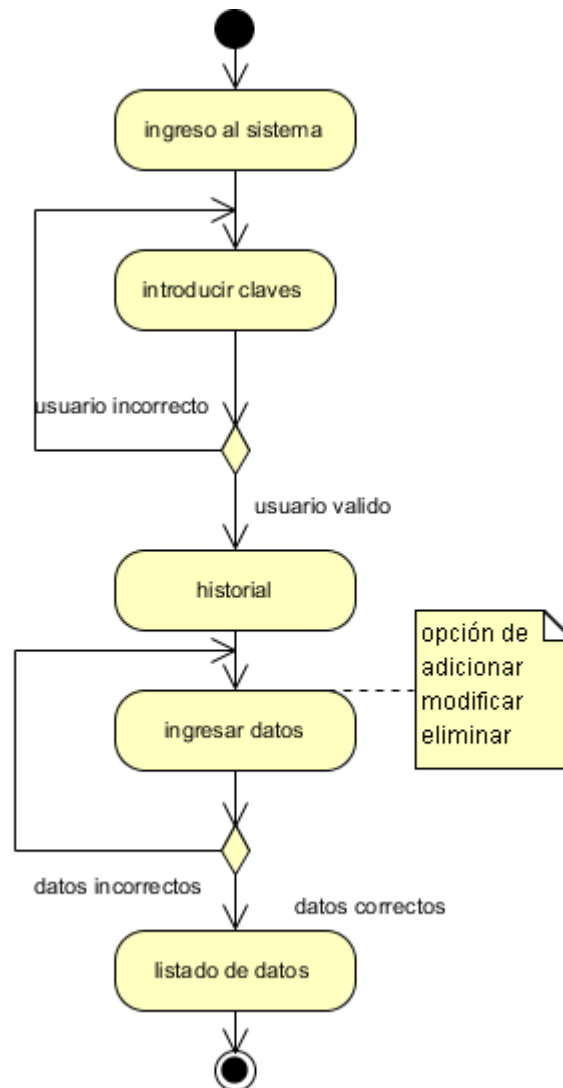 ingreso al sistema
introducir claves
usuario incorrecto
usuario valido
historial
opción de
adicionar
modificar
eliminar
ingresar datos
datos incorrectos
datos correctos
listado de datos